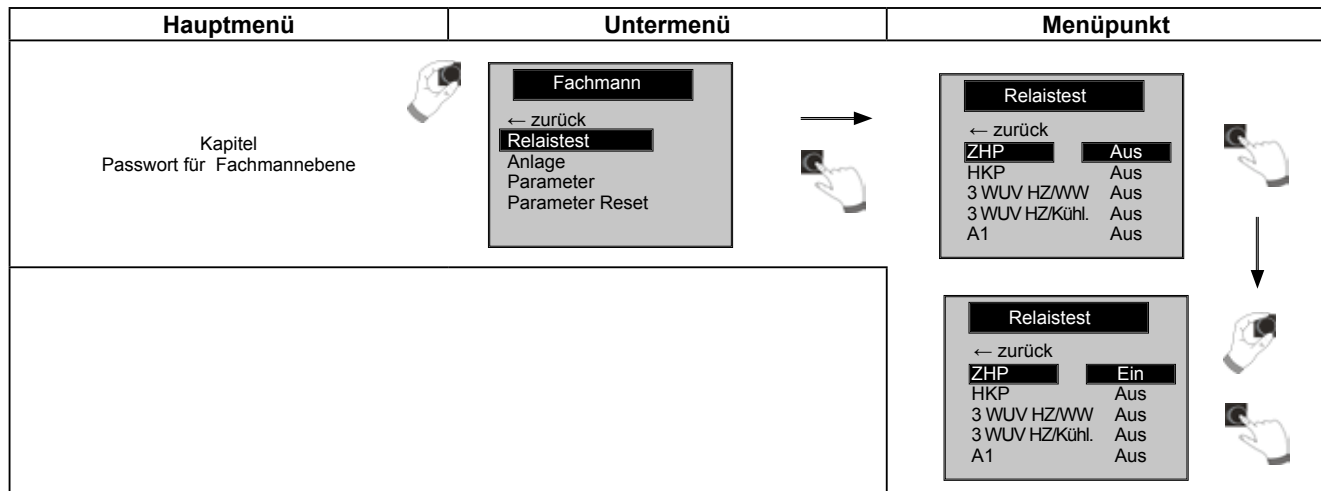 Hauptmenü
Untermenü
Menüpunkt
Kapitel
Passwort für Fachmannebene
Fachmann
← zurück
Relaistest
Anlage
Parameter
Parameter Reset
Relaistest
← zurück
ZHP Aus
HKP Aus
3 WUV HZ/WW Aus
3 WUV HZ/Kühl. Aus
A1 Aus
Relaistest
← zurück
ZHP Ein
HKP Aus
3 WUV HZ/WW Aus
3 WUV HZ/Kühl. Aus
A1 Aus